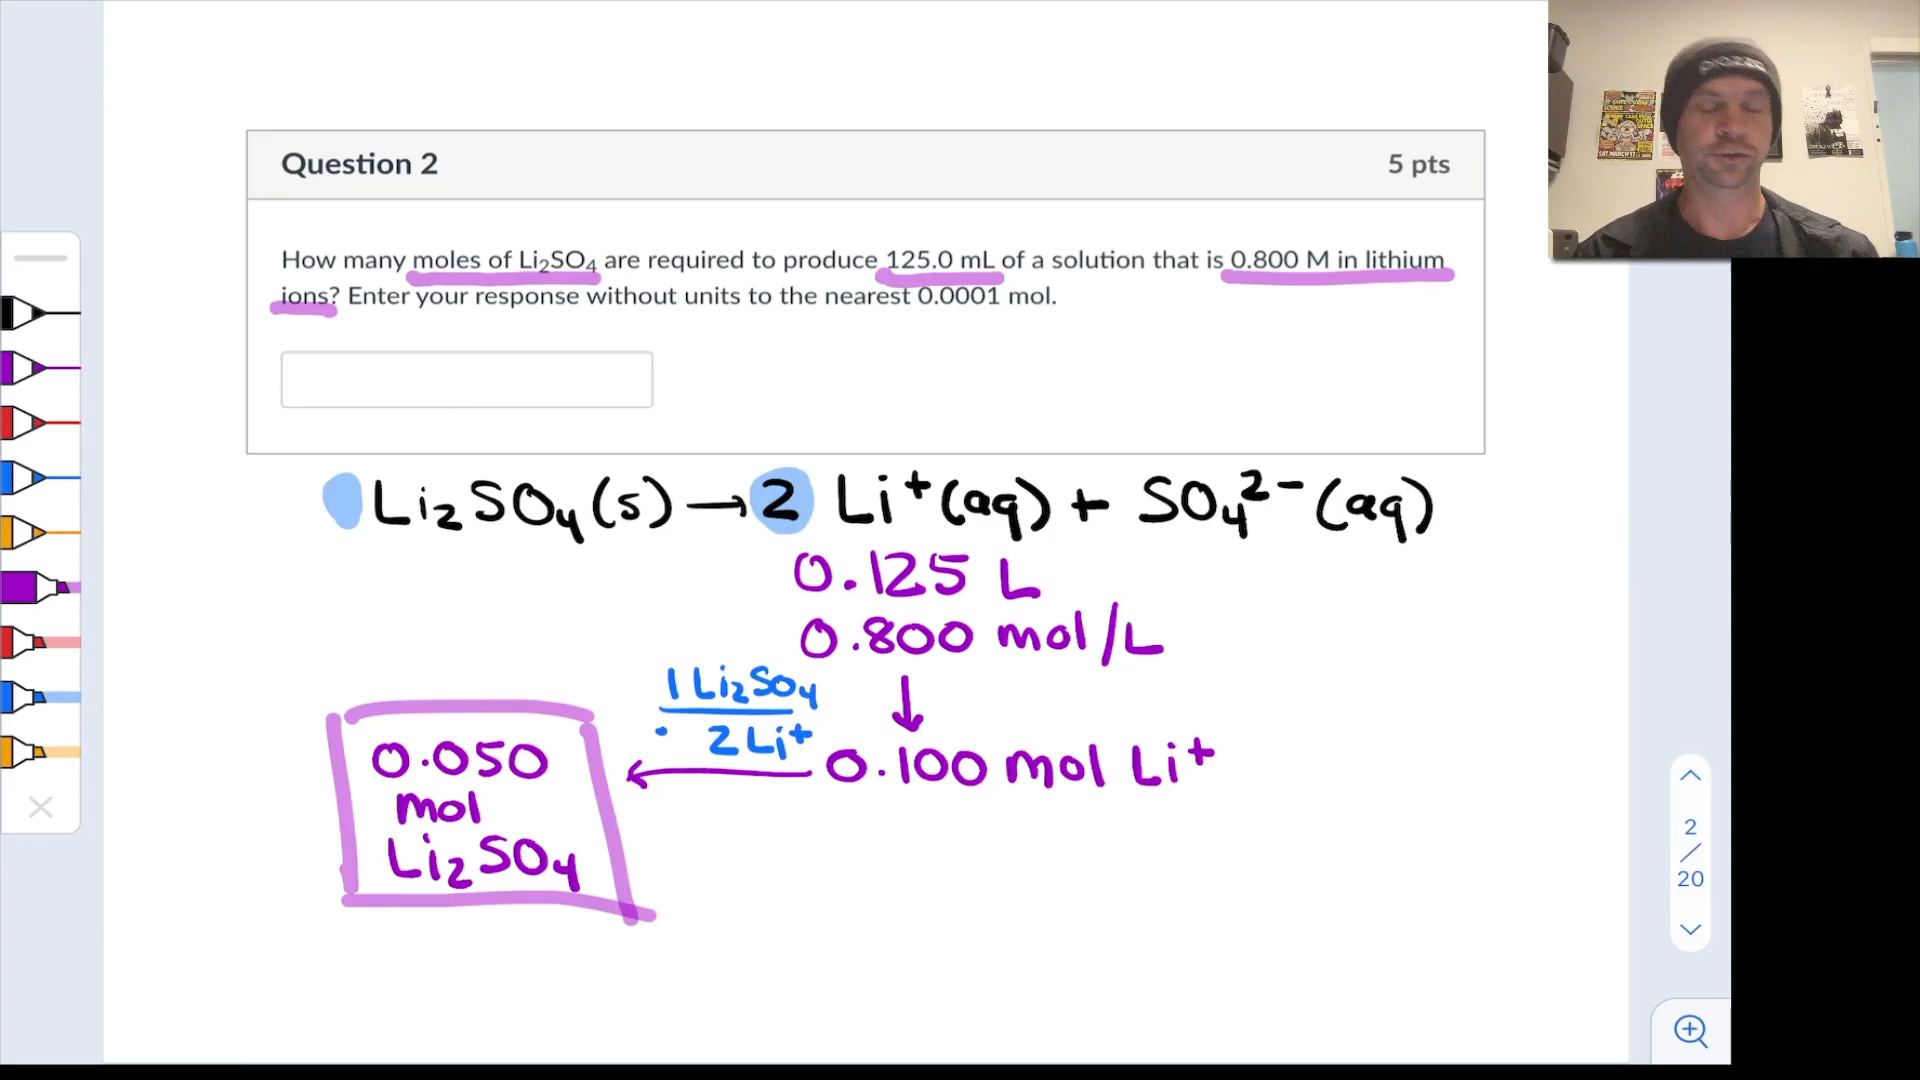 Question 2
5 pts
How many moles of Li₂SO₄ are required to produce 125.0 mL of a solution that is 0.800 M in lithium
ions? Enter your response without units to the nearest 0.0001 mol.
Li₂SO₄(s) → 2 Li⁺(aq) + SO₄²⁻(aq)
0.125 L
0.800 mol/L
1 Li₂SO₄
· 2 Li⁺
0.100 mol Li⁺
0.050
mol
Li₂SO₄
2
/
20